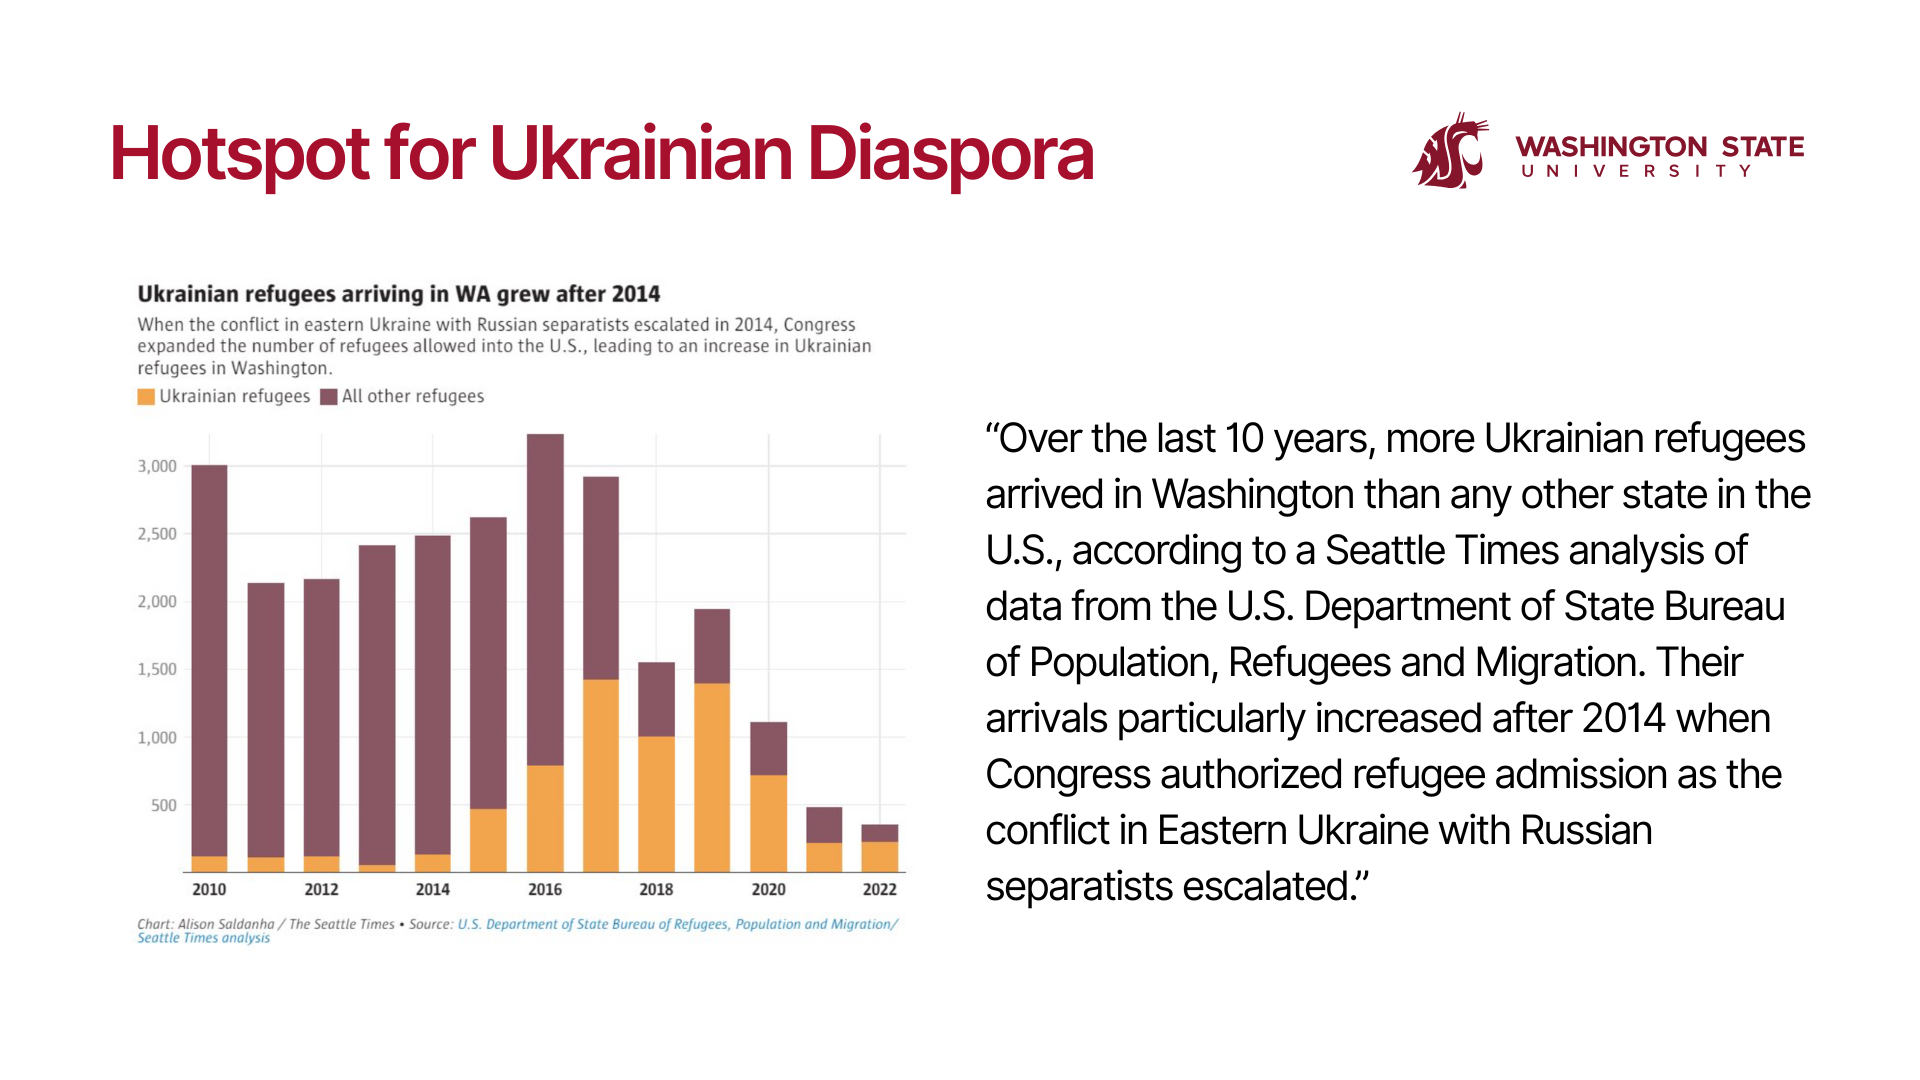 Hotspot for Ukrainian Diaspora
WASHINGTON STATE
UNIVERSITY
Ukrainian refugees arriving in WA grew after 2014
When the conflict in eastern Ukraine with Russian separatists escalated in 2014, Congress
expanded the number of refugees allowed into the U.S., leading to an increase in Ukrainian
refugees in Washington.
Ukrainian refugees All other refugees
3,000
2,500
2,000
1,500
1,000
500
2010 2012 2014 2016 2018 2020 2022
Chart: Alison Saldanha / The Seattle Times • Source: U.S. Department of State Bureau of Refugees, Population and Migration/
Seattle Times analysis
“Over the last 10 years, more Ukrainian refugees
arrived in Washington than any other state in the
U.S., according to a Seattle Times analysis of
data from the U.S. Department of State Bureau
of Population, Refugees and Migration. Their
arrivals particularly increased after 2014 when
Congress authorized refugee admission as the
conflict in Eastern Ukraine with Russian
separatists escalated.”